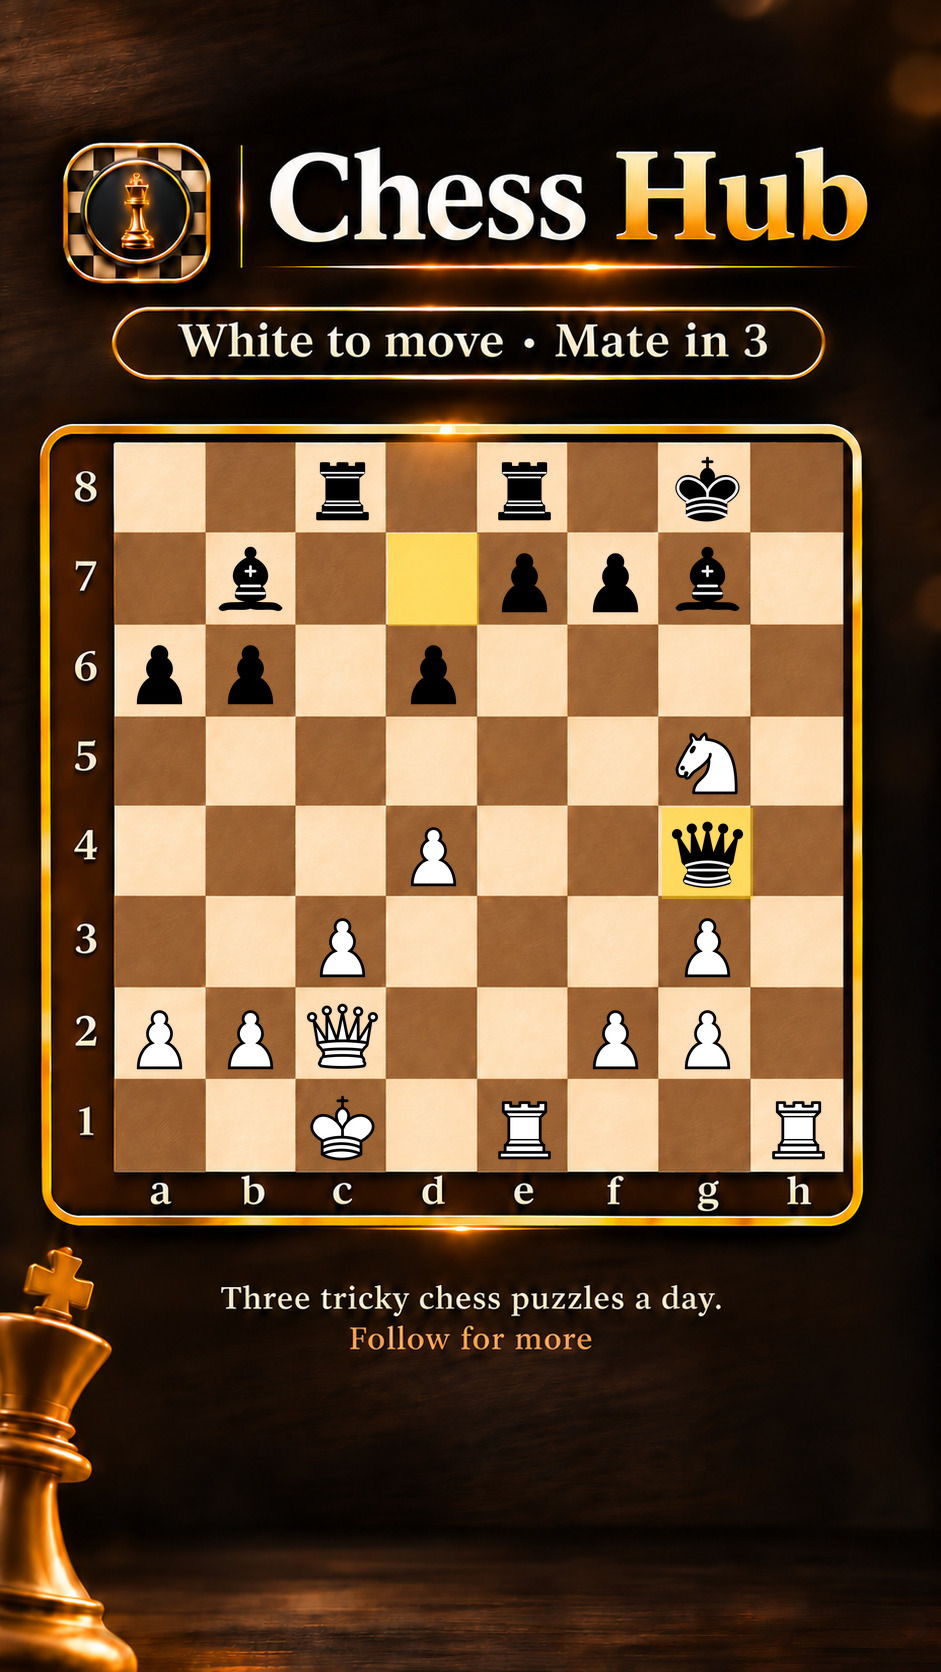 Chess Hub
White to move • Mate in 3
8
7
6
5
4
3
2
1
a b c d e f g h
Three tricky chess puzzles a day.
Follow for more